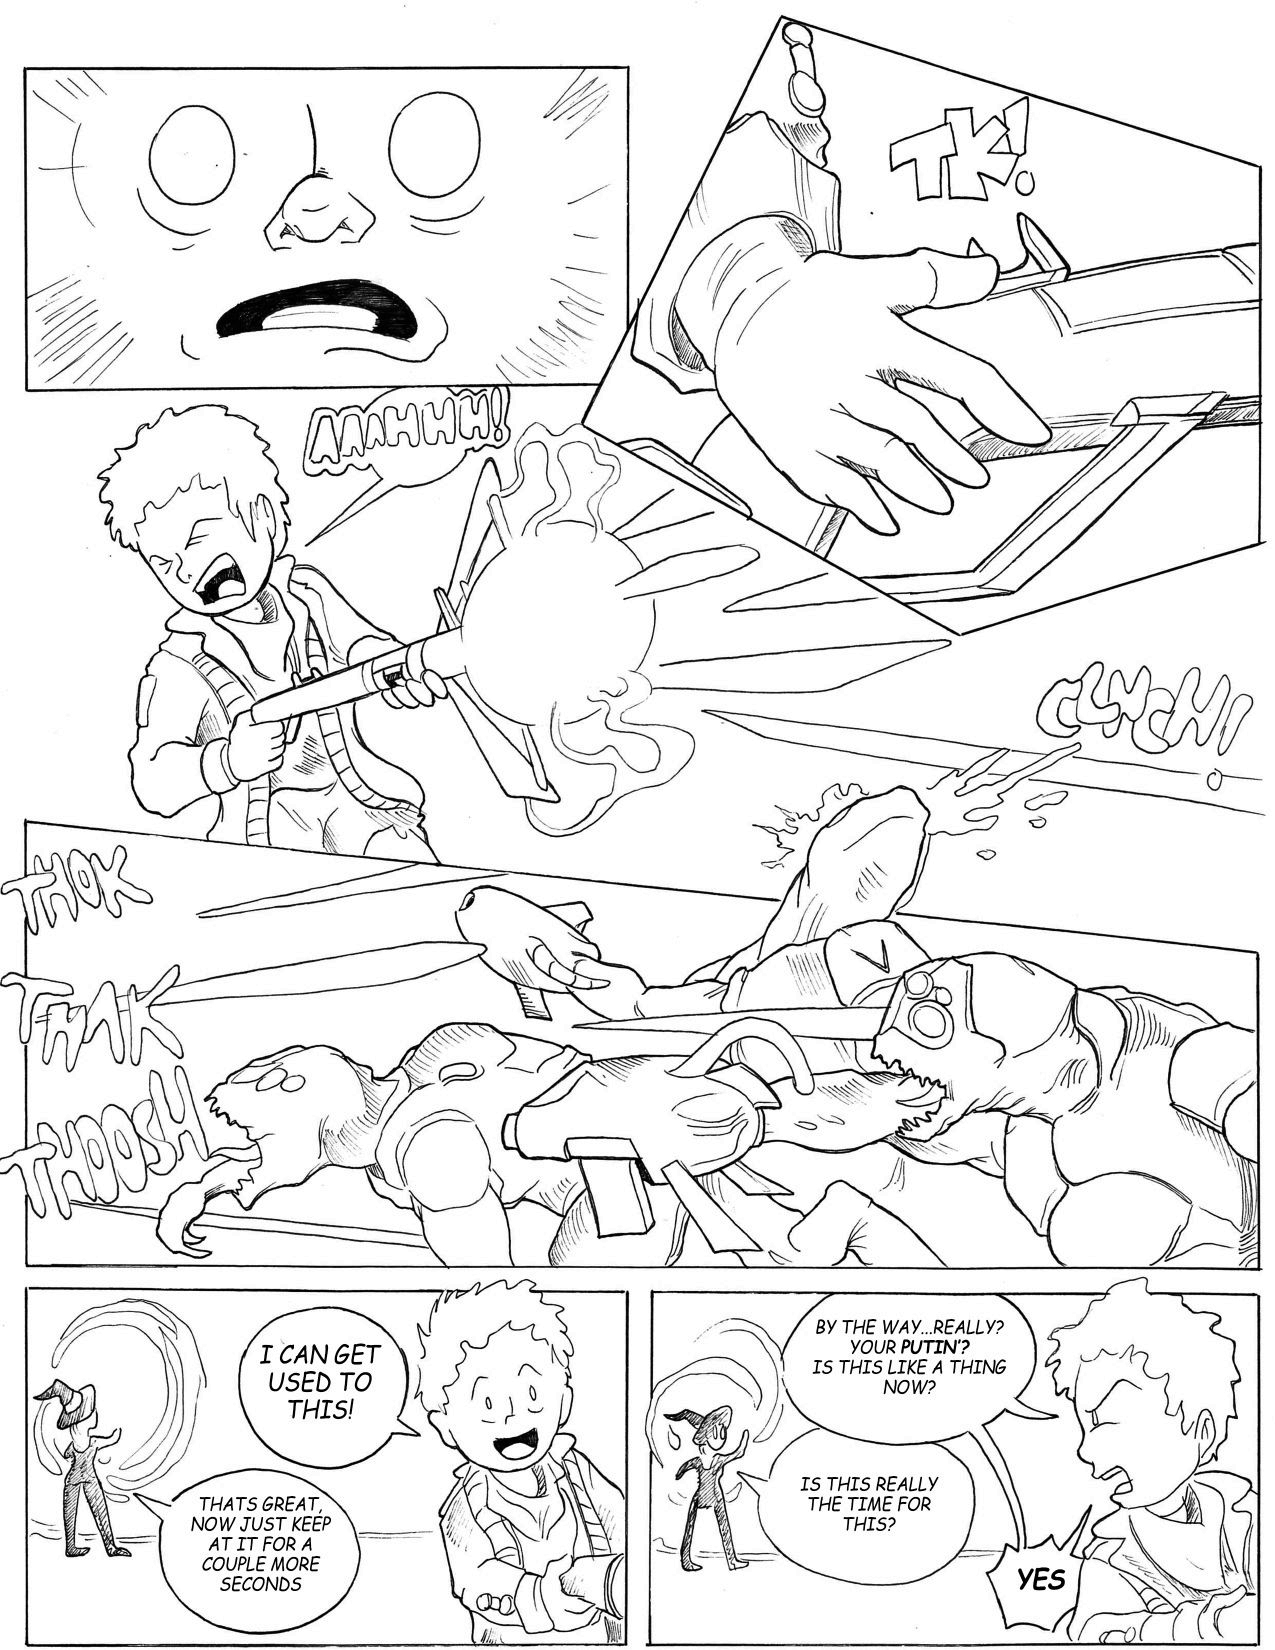 TK!
AAAHHH!
CLNCH!
THOK
THAK
THOOSH
I CAN GET
USED TO
THIS!
THATS GREAT,
NOW JUST KEEP
AT IT FOR A
COUPLE MORE
SECONDS
BY THE WAY...REALLY?
YOUR PUTIN'?
IS THIS LIKE A THING
NOW?
IS THIS REALLY
THE TIME FOR
THIS?
YES